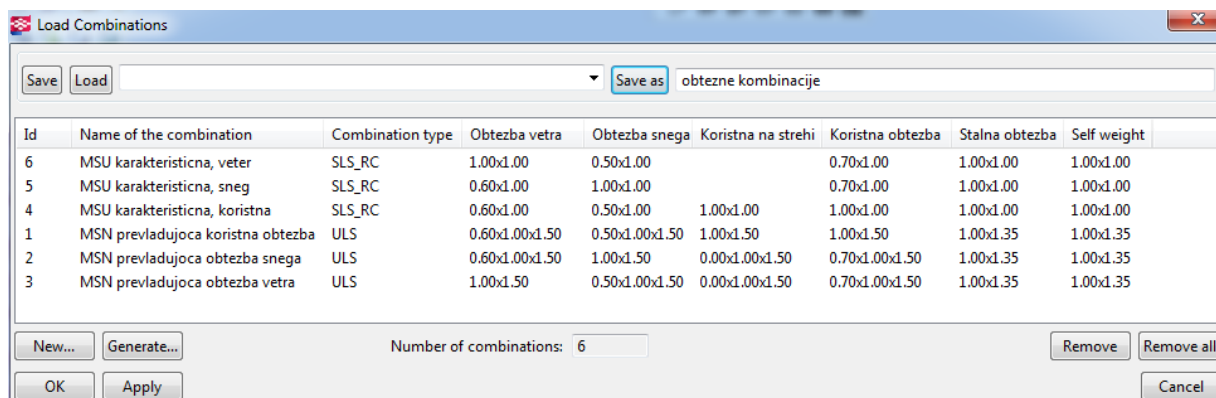 Load Combinations
Save Load Save as obtezne kombinacije
Id Name of the combination Combination type Obtezba vetra Obtezba snega Koristna na strehi Koristna obtezba Stalna obtezba Self weight
6 MSU karakteristicna, veter SLS_RC 1.00x1.00 0.50x1.00 0.70x1.00 1.00x1.00 1.00x1.00
5 MSU karakteristicna, sneg SLS_RC 0.60x1.00 1.00x1.00 0.70x1.00 1.00x1.00 1.00x1.00
4 MSU karakteristicna, koristna SLS_RC 0.60x1.00 0.50x1.00 1.00x1.00 1.00x1.00 1.00x1.00 1.00x1.00
1 MSN prevladujoca koristna obtezba ULS 0.60x1.00x1.50 0.50x1.00x1.50 1.00x1.50 1.00x1.50 1.00x1.35 1.00x1.35
2 MSN prevladujoca obtezba snega ULS 0.60x1.00x1.50 1.00x1.50 0.00x1.00x1.50 0.70x1.00x1.50 1.00x1.35 1.00x1.35
3 MSN prevladujoca obtezba vetra ULS 1.00x1.50 0.50x1.00x1.50 0.00x1.00x1.50 0.70x1.00x1.50 1.00x1.35 1.00x1.35
New... Generate... Number of combinations: 6 Remove Remove all
OK Apply Cancel